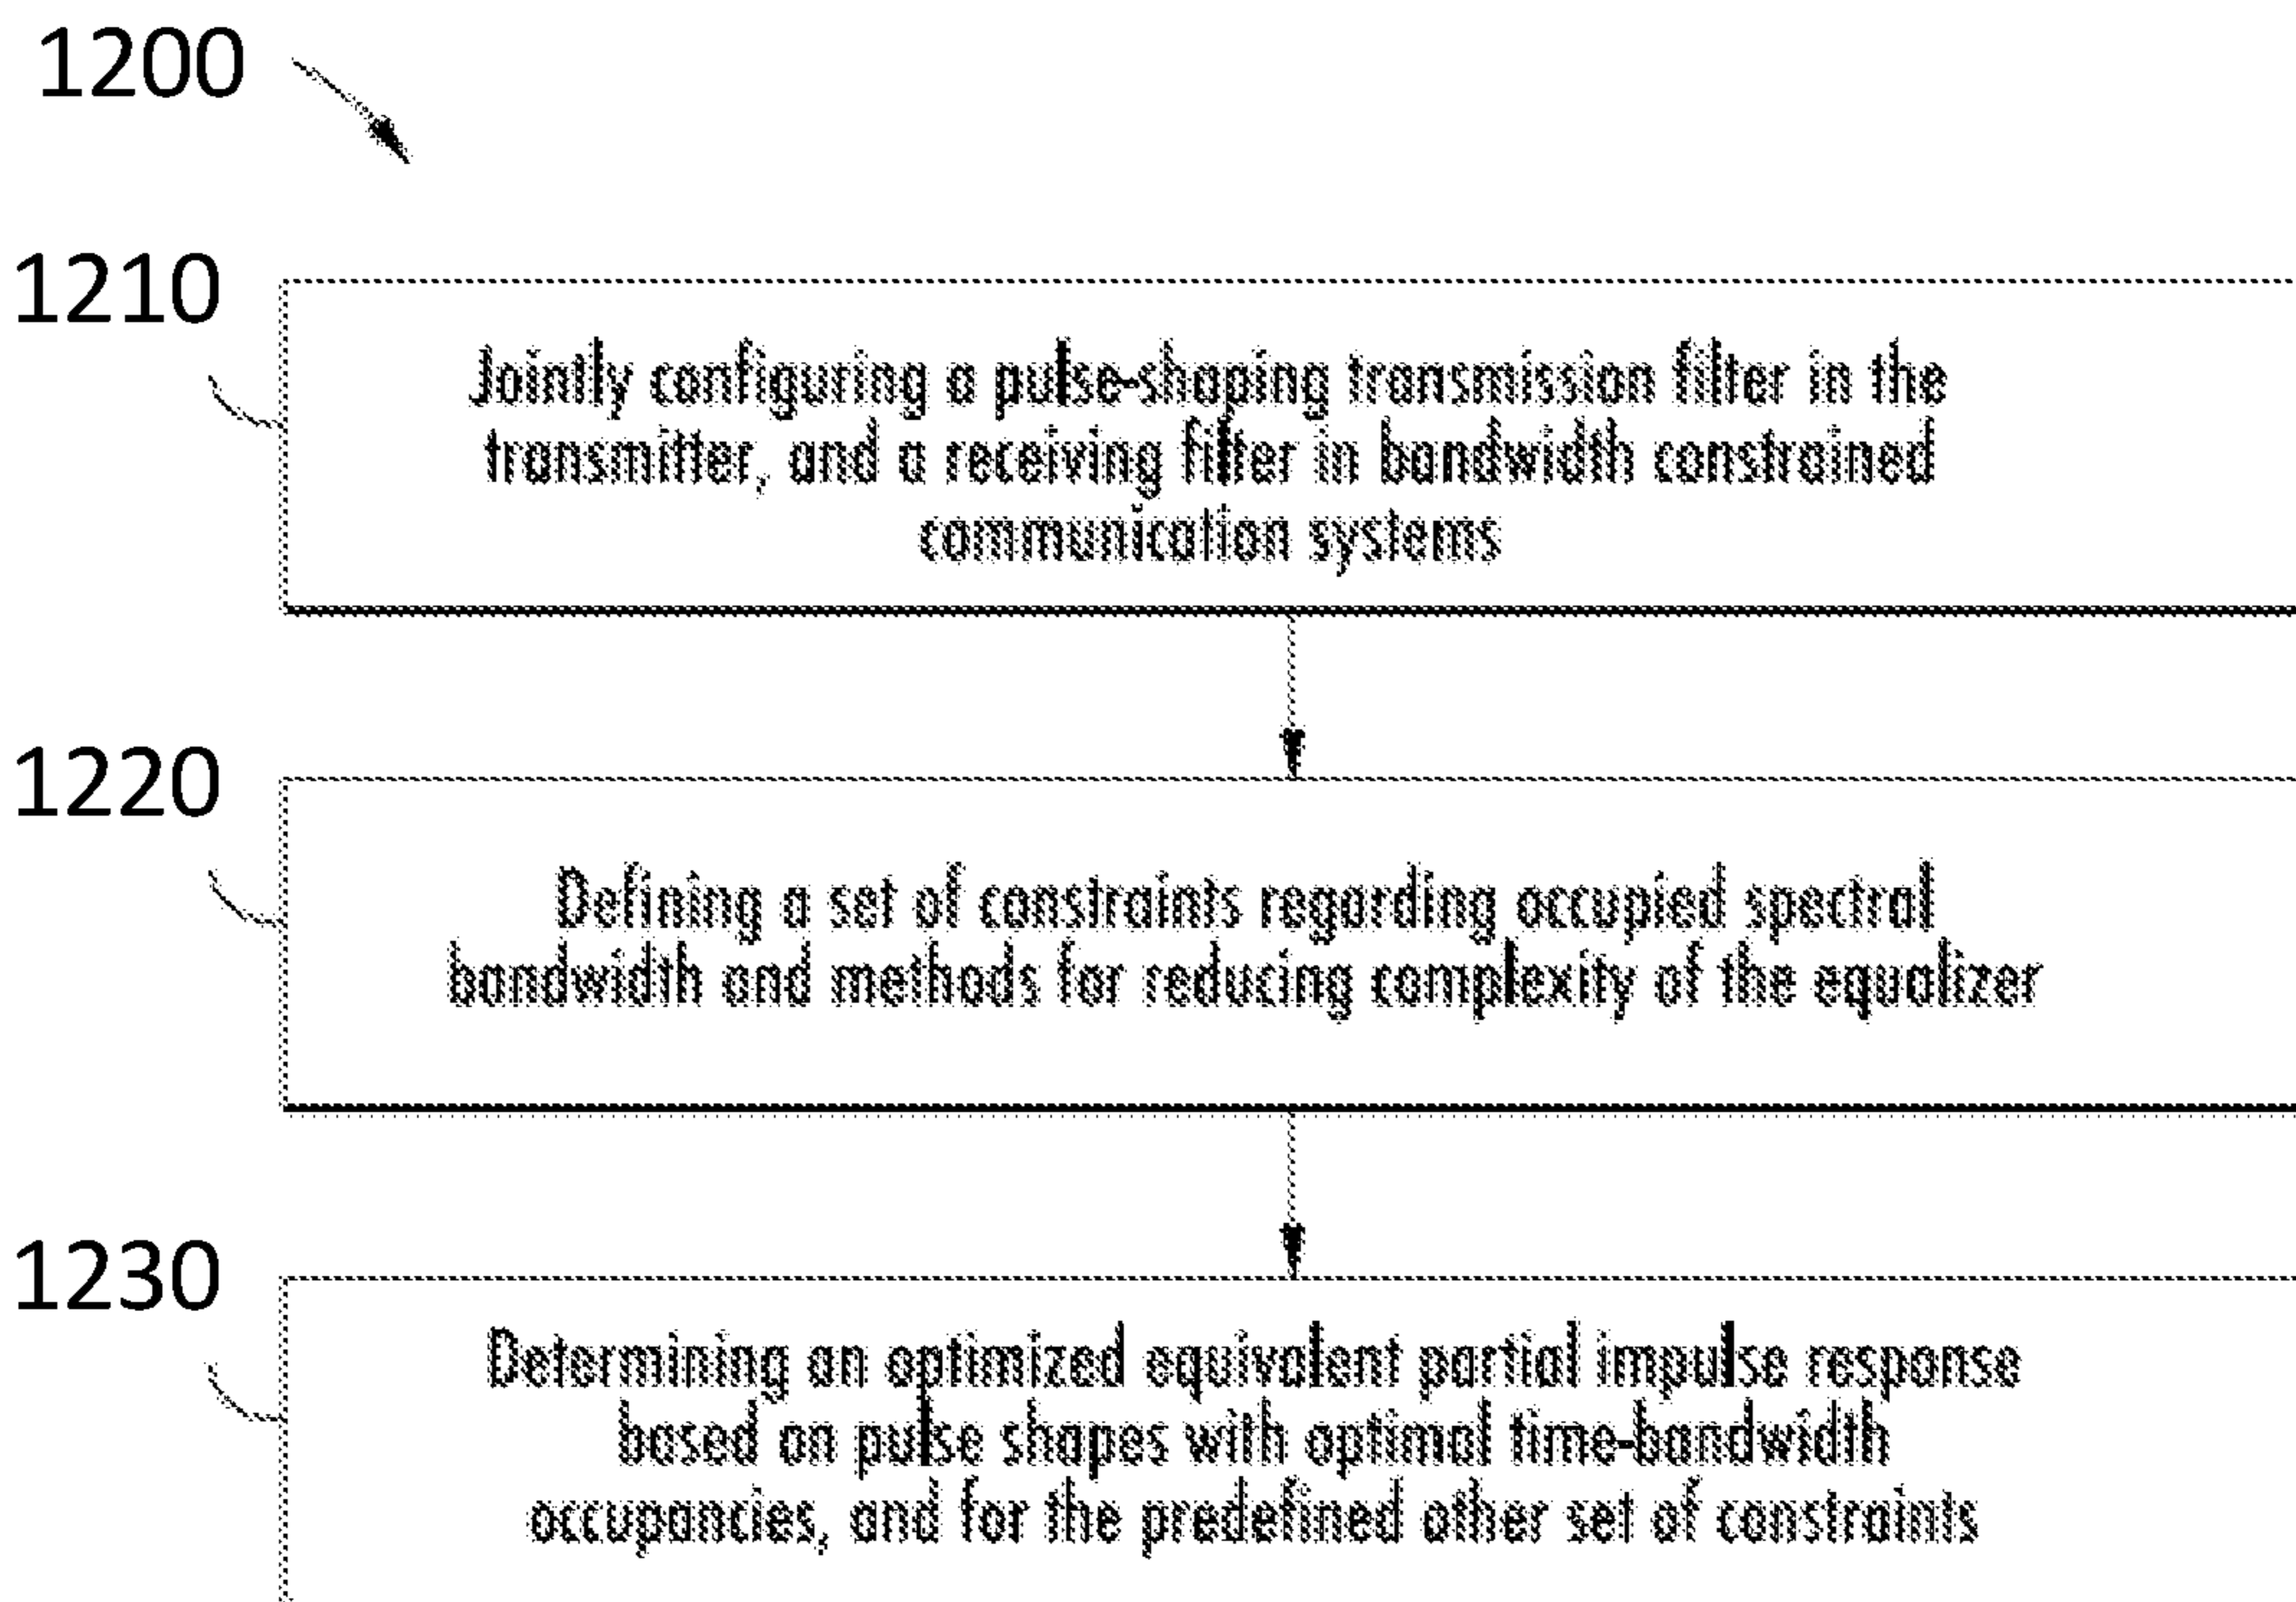 1200
1210
Jointly configuring a pulse-shaping transmission filter in the
transmitter, and a receiving filter in bandwidth constrained
communication systems
1220
Defining a set of constraints regarding occupied spectral
bandwidth and methods for reducing complexity of the equalizer
1230
Determining an optimized equivalent partial impulse response
based on pulse shapes with optimal time-bandwidth
occupancies, and for the predefined other set of constraints